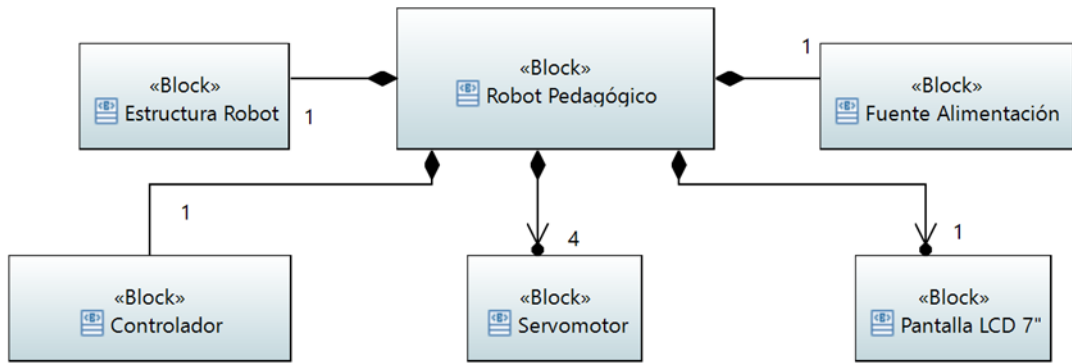 «Block»
Robot Pedagógico
«Block»
Estructura Robot
1
1
«Block»
Fuente Alimentación
1
4
1
«Block»
Controlador
«Block»
Servomotor
«Block»
Pantalla LCD 7"